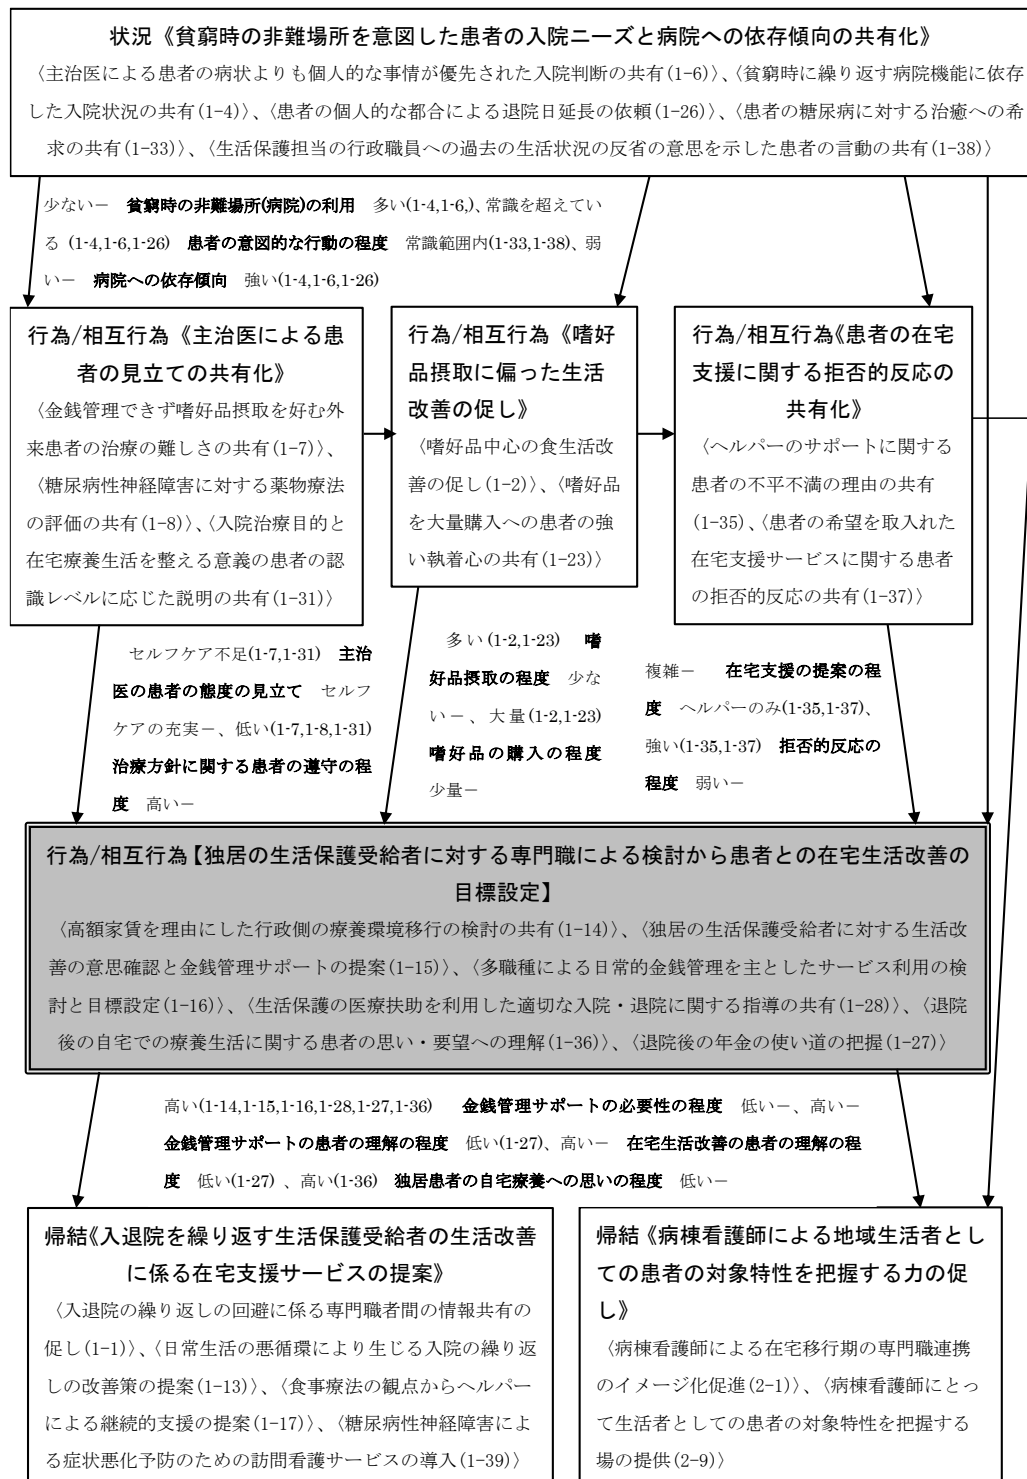 状況《貧窮時の非難場所を意図した患者の入院ニーズと病院への依存傾向の共有化》
〈主治医による患者の病状よりも個人的な事情が優先された入院判断の共有(1-6)〉、〈貧窮時に繰り返す病院機能に依存
した入院状況の共有(1-4)〉、〈患者の個人的な都合による退院日延長の依頼(1-26)〉、〈患者の糖尿病に対する治癒への希
求の共有(1-33)〉、〈生活保護担当の行政職員への過去の生活状況の反省の意思を示した患者の言動の共有(1-38)〉
少ない－　貧窮時の非難場所(病院)の利用　多い(1-4,1-6,)、常識を超えてい
る (1-4,1-6,1-26)　患者の意図的な行動の程度　常識範囲内(1-33,1-38)、弱
い－　病院への依存傾向　強い(1-4,1-6,1-26)
行為/相互行為《主治医による患
者の見立ての共有化》
〈金銭管理できず嗜好品摂取を好む外
来患者の治療の難しさの共有(1-7)〉、
〈糖尿病性神経障害に対する薬物療法
の評価の共有(1-8)〉、〈入院治療目的と
在宅療養生活を整える意義の患者の認
識レベルに応じた説明の共有(1-31)〉
行為/相互行為《嗜好
品摂取に偏った生活
改善の促し》
〈嗜好品中心の食生活改
善の促し(1-2)〉、〈嗜好品
を大量購入への患者の強
い執着心の共有(1-23)〉
行為/相互行為《患者の在宅
支援に関する拒否的反応の
共有化》
〈ヘルパーのサポートに関する
患者の不平不満の理由の共有
(1-35)、〈患者の希望を取入れた
在宅支援サービスに関する患者
の拒否的反応の共有(1-37)〉
セルフケア不足(1-7,1-31)　主治
医の患者の態度の見立て　セルフ
ケアの充実－、低い(1-7,1-8,1-31)
治療方針に関する患者の遵守の程
度　高い－
多い(1-2,1-23)　嗜
好品摂取の程度　少な
い－、大量(1-2,1-23)
嗜好品の購入の程度
少量－
複雑－　在宅支援の提案の程
度　ヘルパーのみ(1-35,1-37)、
強い(1-35,1-37)　拒否的反応の
程度　弱い－
行為/相互行為【独居の生活保護受給者に対する専門職による検討から患者との在宅生活改善の
目標設定】
〈高額家賃を理由にした行政側の療養環境移行の検討の共有(1-14)〉、〈独居の生活保護受給者に対する生活改
善の意思確認と金銭管理サポートの提案(1-15)〉、〈多職種による日常的金銭管理を主としたサービス利用の検
討と目標設定(1-16)〉、〈生活保護の医療扶助を利用した適切な入院・退院に関する指導の共有(1-28)〉、〈退院
後の自宅での療養生活に関する患者の思い・要望への理解(1-36)〉、〈退院後の年金の使い道の把握(1-27)〉
高い(1-14,1-15,1-16,1-28,1-27,1-36)　金銭管理サポートの必要性の程度　低い－、高い－
金銭管理サポートの患者の理解の程度　低い(1-27)、高い－　在宅生活改善の患者の理解の程
度　低い(1-27) 、高い(1-36)　独居患者の自宅療養への思いの程度　低い－
帰結《入退院を繰り返す生活保護受給者の生活改善
に係る在宅支援サービスの提案》
〈入退院の繰り返しの回避に係る専門職者間の情報共有の
促し(1-1)〉、〈日常生活の悪循環により生じる入院の繰り返
しの改善策の提案(1-13)〉、〈食事療法の観点からヘルパー
による継続的支援の提案(1-17)〉、〈糖尿病性神経障害によ
る症状悪化予防のための訪問看護サービスの導入(1-39)〉
帰結《病棟看護師による地域生活者とし
ての患者の対象特性を把握する力の促
し》
〈病棟看護師による在宅移行期の専門職連携
のイメージ化促進(2-1)〉、〈病棟看護師にとっ
て生活者としての患者の対象特性を把握する
場の提供(2-9)〉